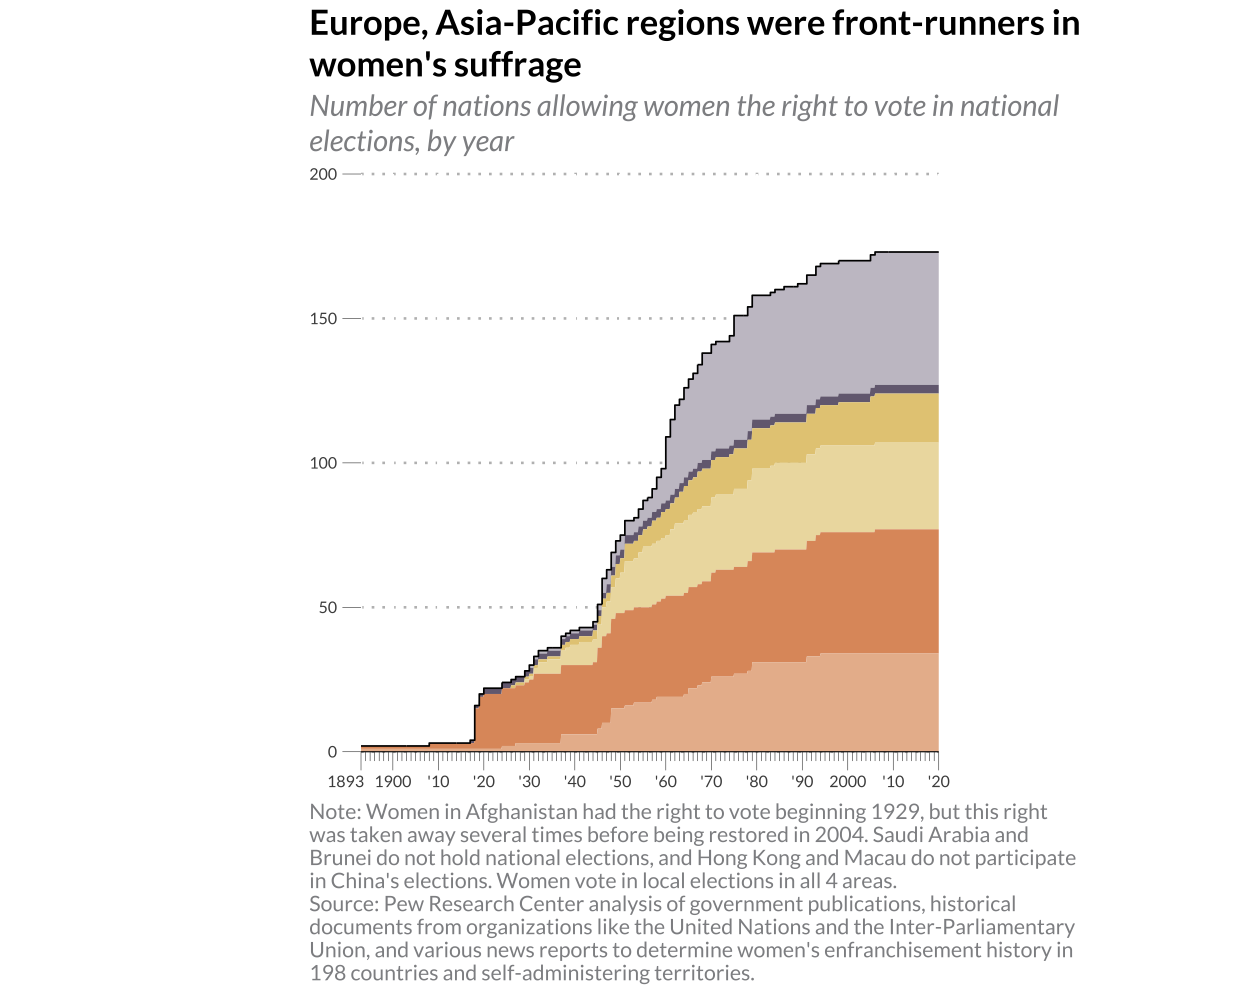 Europe, Asia-Pacific regions were front-runners in
women's suffrage
Number of nations allowing women the right to vote in national
elections, by year
200
150
100
50
0
1893 1900 '10 '20 '30 '40 '50 '60 '70 '80 '90 2000 '10 '20
Note: Women in Afghanistan had the right to vote beginning 1929, but this right
was taken away several times before being restored in 2004. Saudi Arabia and
Brunei do not hold national elections, and Hong Kong and Macau do not participate
in China's elections. Women vote in local elections in all 4 areas.
Source: Pew Research Center analysis of government publications, historical
documents from organizations like the United Nations and the Inter-Parliamentary
Union, and various news reports to determine women's enfranchisement history in
198 countries and self-administering territories.